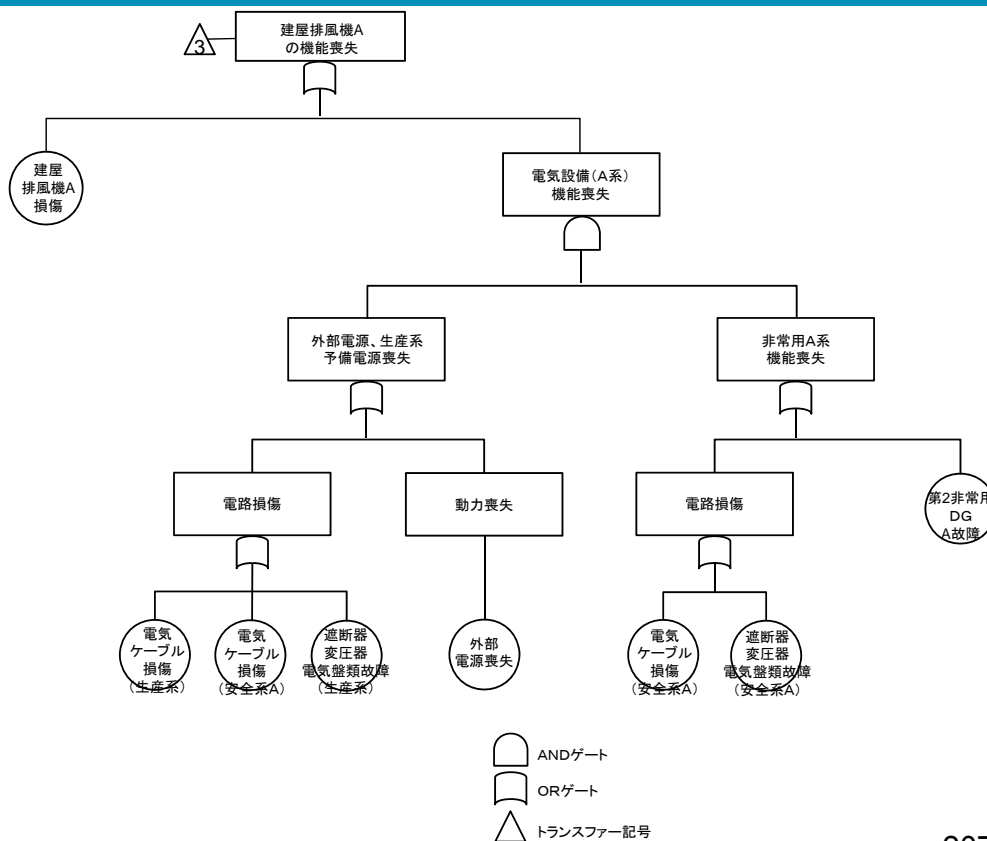 3
建屋排風機A
の機能喪失
建屋
排風機A
損傷
電気設備(A系)
機能喪失
外部電源、生産系
予備電源喪失
非常用A系
機能喪失
電路損傷
動力喪失
電路損傷
第2非常用
DG
A故障
電気
ケーブル
損傷
(生産系)
電気
ケーブル
損傷
(安全系A)
遮断器
変圧器
電気盤類故障
(生産系)
外部
電源喪失
電気
ケーブル
損傷
(安全系A)
遮断器
変圧器
電気盤類故障
(安全系A)
ANDゲート
ORゲート
トランスファー記号